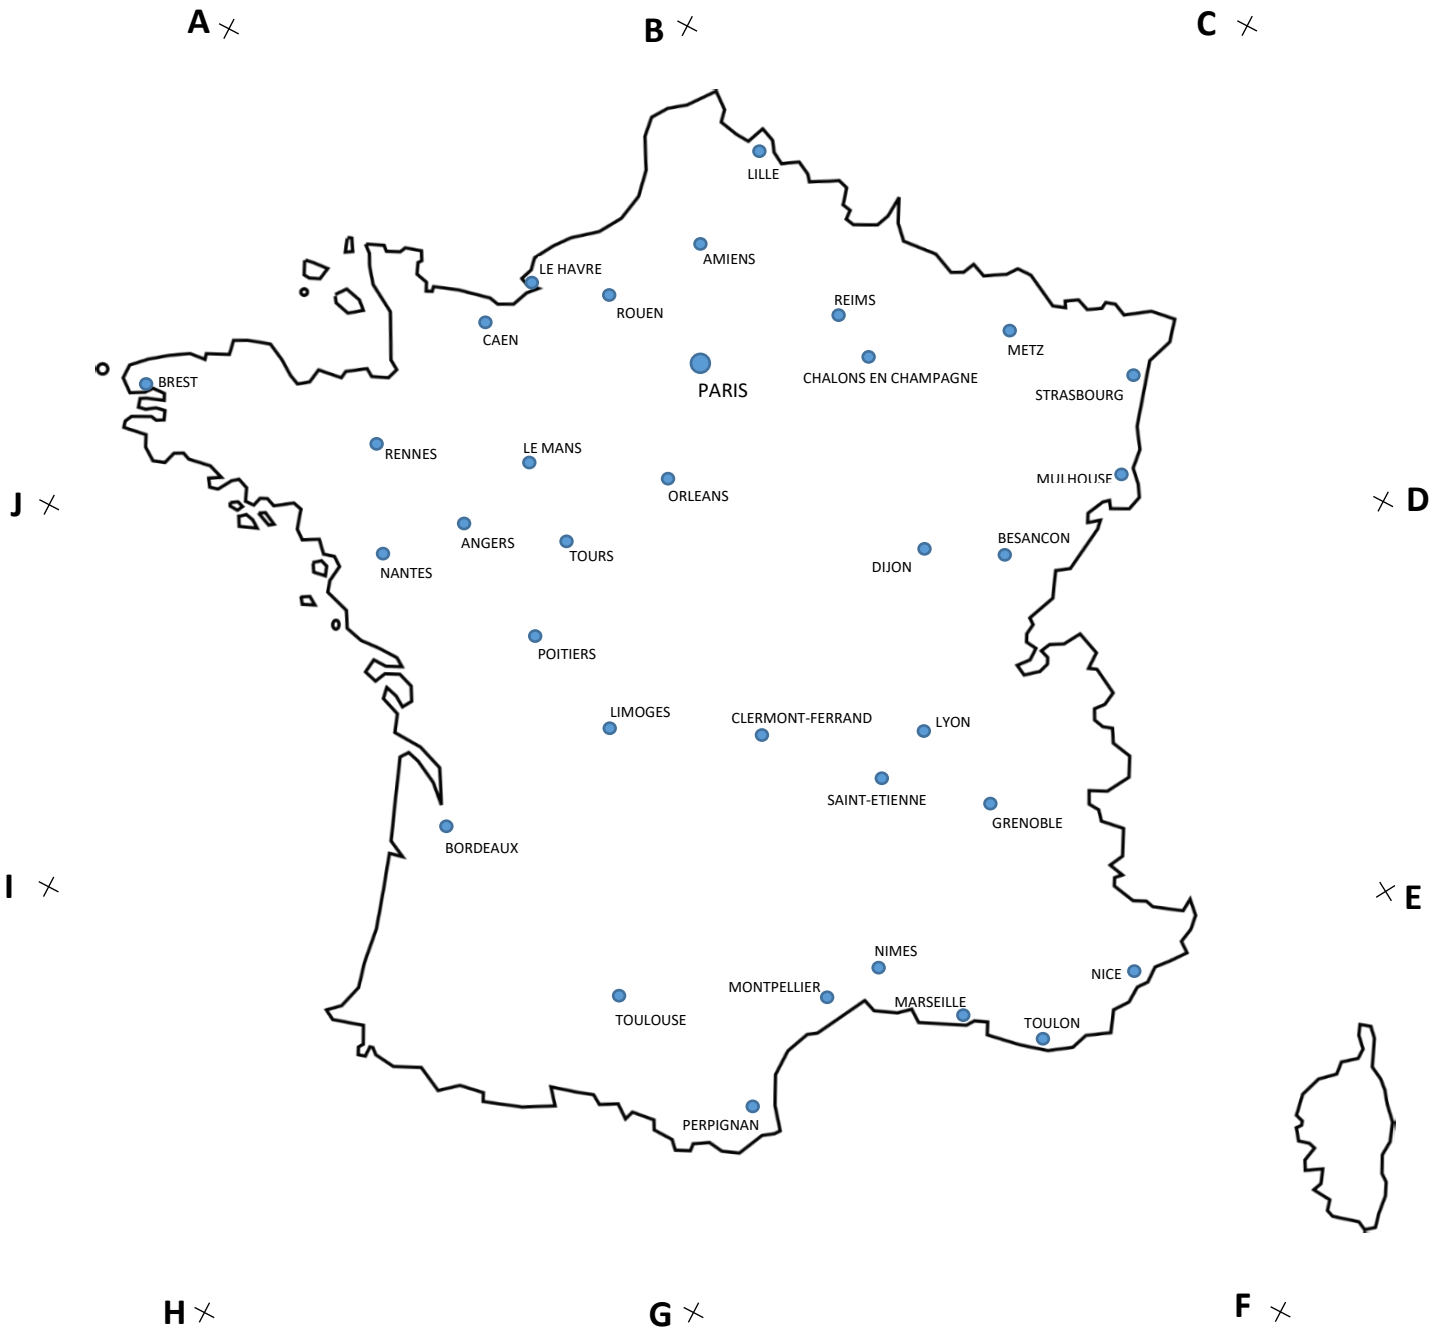 A
B
C
LILLE
AMIENS
LE HAVRE
REIMS
ROUEN
CAEN
METZ
CHALONS EN CHAMPAGNE
BREST
PARIS
STRASBOURG
LE MANS
RENNES
MULHOUSE
ORLEANS
J
D
BESANCON
ANGERS
TOURS
DIJON
NANTES
POITIERS
LIMOGES
CLERMONT-FERRAND
LYON
SAINT-ETIENNE
GRENOBLE
BORDEAUX
I
E
NIMES
NICE
MONTPELLIER
MARSEILLE
TOULOUSE
TOULON
PERPIGNAN
H
G
F